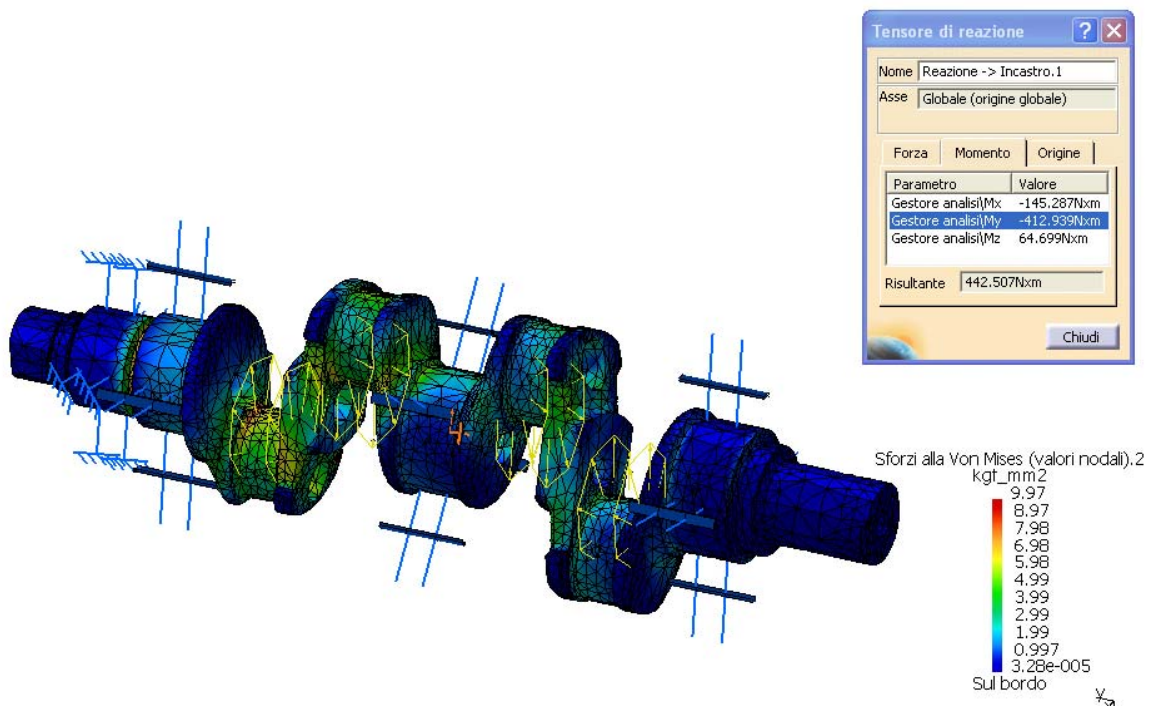 Tensore di reazione
Nome Reazione -> Incastro.1
Asse Globale (origine globale)
Forza Momento Origine
Parametro Valore
Gestore analisi\Mx -145.287Nxm
Gestore analisi\My -412.939Nxm
Gestore analisi\Mz 64.699Nxm
Risultante 442.507Nxm
Chiudi
Sforzi alla Von Mises (valori nodali).2
kgf_mm2
9.97
8.97
7.98
6.98
5.98
4.99
3.99
2.99
1.99
0.997
3.28e-005
Sul bordo
y